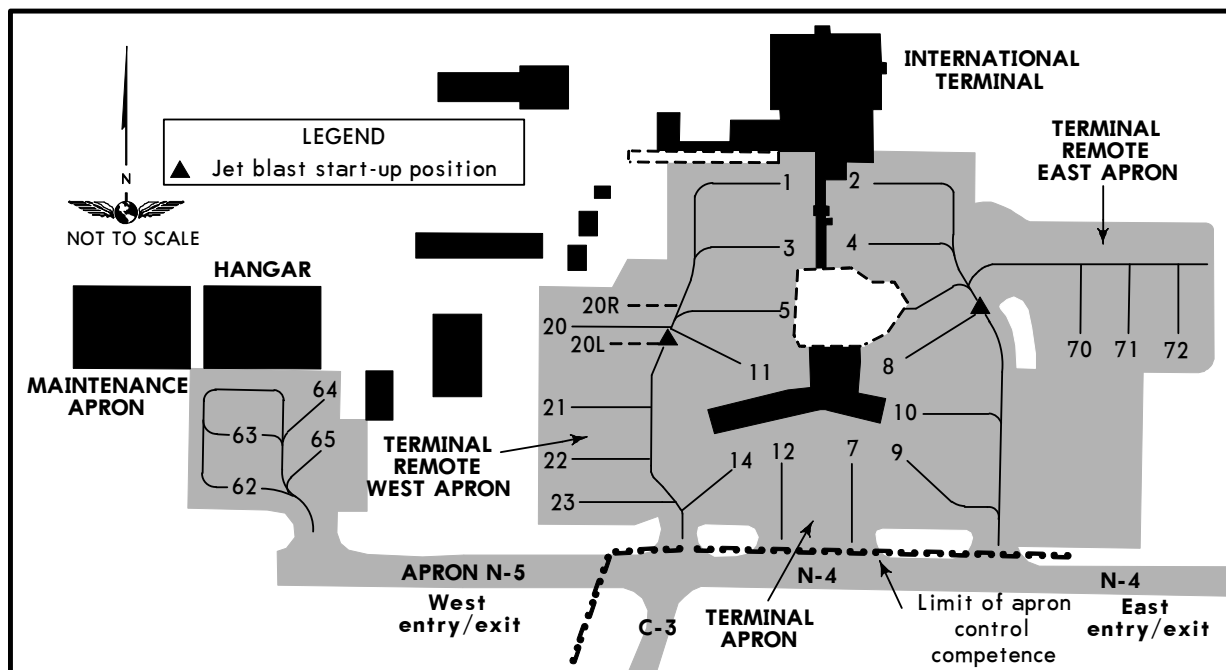 INTERNATIONAL
TERMINAL
LEGEND
Jet blast start-up position
TERMINAL
REMOTE
EAST APRON
N
NOT TO SCALE
1
2
3
4
HANGAR
20R
5
20
20L
11
8
70
71
72
MAINTENANCE
APRON
64
63
65
62
21
10
TERMINAL
REMOTE
WEST APRON
22
14
12
7
9
23
APRON N-5
N-4
N-4
West
entry/exit
C-3
TERMINAL
APRON
Limit of apron
control
competence
East
entry/exit